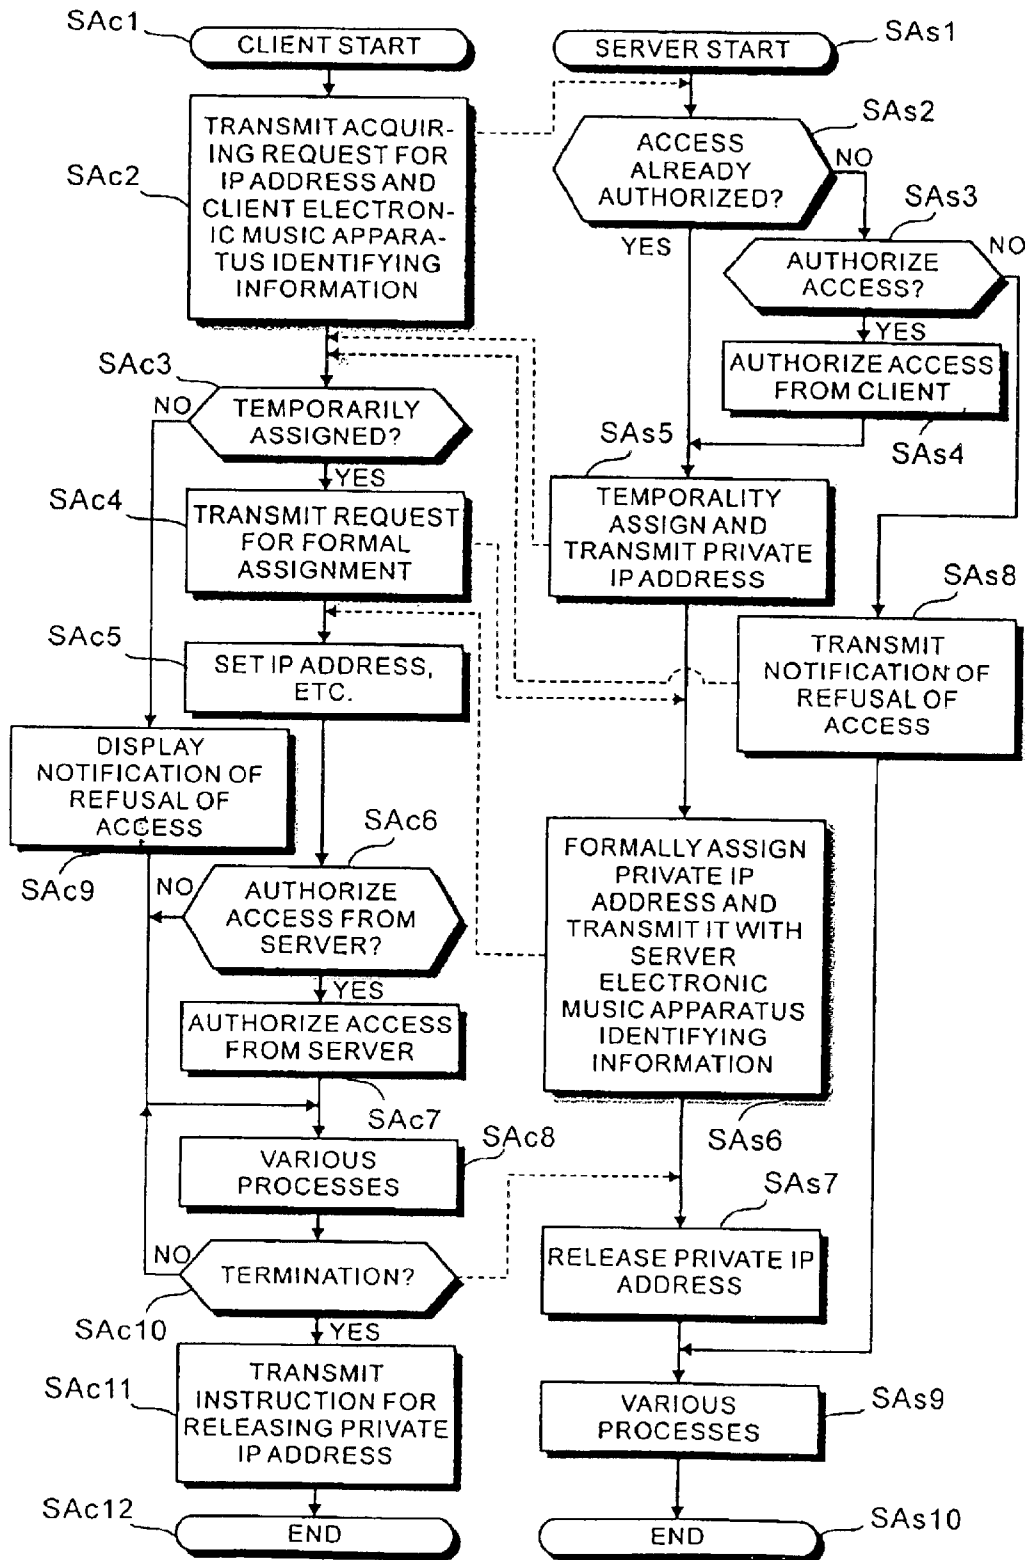 SAc1
CLIENT START
SERVER START
SAs1
SAc2
TRANSMIT ACQUIR-
ING REQUEST FOR
IP ADDRESS AND
CLIENT ELECTRON-
IC MUSIC APPARA-
TUS IDENTIFYING
INFORMATION
ACCESS
ALREADY
AUTHORIZED?
SAs2
NO
YES
SAs3
AUTHORIZE
ACCESS?
NO
YES
AUTHORIZE ACCESS
FROM CLIENT
SAs4
SAc3
NO
TEMPORARILY
ASSIGNED?
YES
SAs5
TEMPORALITY
ASSIGN AND
TRANSMIT PRIVATE
IP ADDRESS
SAc4
TRANSMIT REQUEST
FOR FORMAL
ASSIGNMENT
SAs8
TRANSMIT
NOTIFICATION OF
REFUSAL OF
ACCESS
SAc5
SET IP ADDRESS,
ETC.
DISPLAY
NOTIFICATION OF
REFUSAL OF
ACCESS
SAc9
SAc6
NO
AUTHORIZE
ACCESS FROM
SERVER?
YES
FORMALLY ASSIGN
PRIVATE IP
ADDRESS AND
TRANSMIT IT WITH
SERVER
ELECTRONIC
MUSIC APPARATUS
IDENTIFYING
INFORMATION
SAs6
AUTHORIZE ACCESS
FROM SERVER
SAc7
SAc8
VARIOUS
PROCESSES
SAs7
RELEASE PRIVATE IP
ADDRESS
NO
TERMINATION?
SAc10
YES
SAc11
TRANSMIT
INSTRUCTION FOR
RELEASING PRIVATE
IP ADDRESS
VARIOUS
PROCESSES
SAs9
SAc12
END
END
SAs10